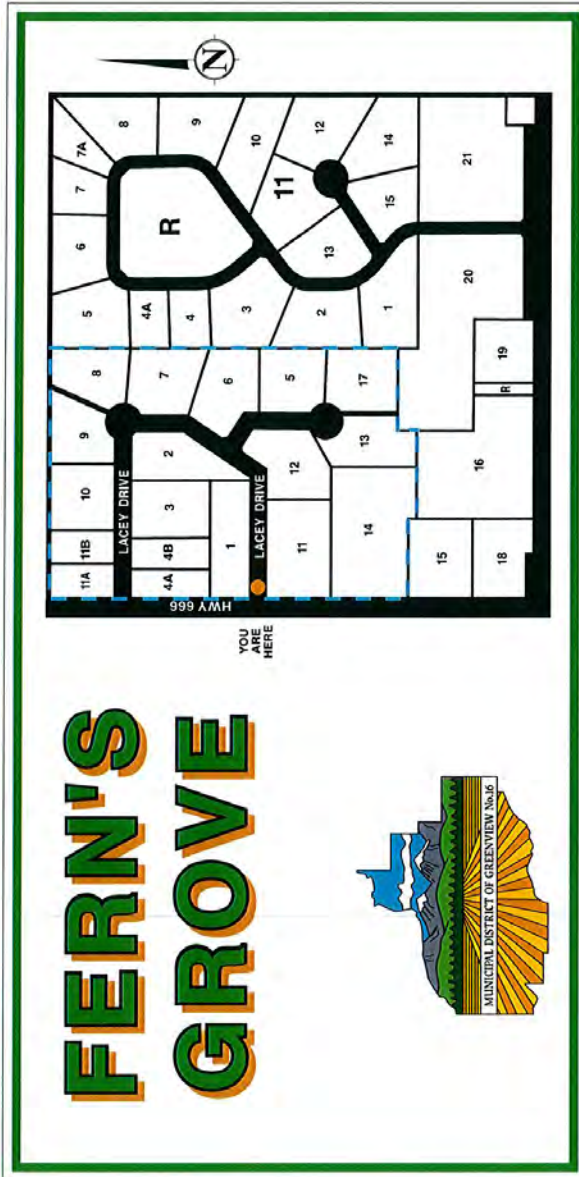 FERN'S
GROVE
MUNICIPAL DISTRICT OF GREENVIEW No.16
N
11A
11B
10
9
8
5
6
7
7A
8
LACEY DRIVE
4A
4B
3
2
7
4A
4
R
9
HWY 666
1
6
3
10
YOU
ARE
HERE
LACEY DRIVE
11
12
5
2
13
11
12
14
13
17
1
15
14
15
16
20
21
18
R
19